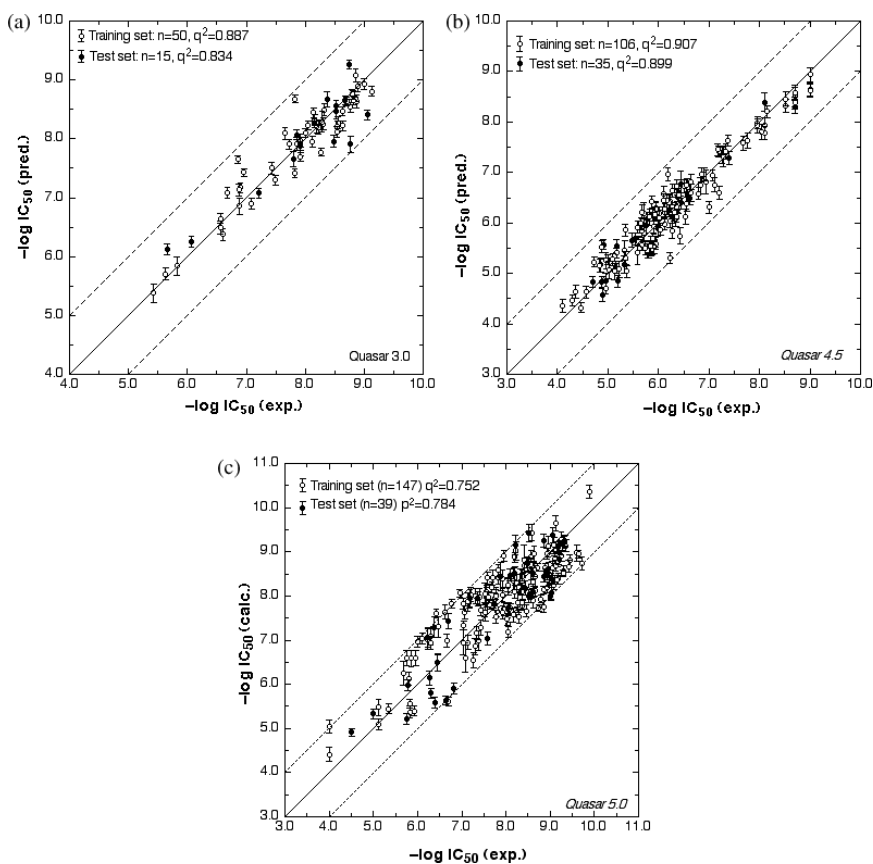 (a)
10.0
Training set: n=50, q²=0.887
Test set: n=15, q²=0.834
9.0
8.0
7.0
6.0
5.0
4.0
−log IC₅₀ (pred.)
Quasar 3.0
4.0 5.0 6.0 7.0 8.0 9.0 10.0
−log IC₅₀ (exp.)
(b)
10.0
Training set: n=106, q²=0.907
Test set: n=35, q²=0.899
9.0
8.0
7.0
6.0
5.0
4.0
3.0
−log IC₅₀ (pred.)
Quasar 4.5
3.0 4.0 5.0 6.0 7.0 8.0 9.0 10.0
−log IC₅₀ (exp.)
(c)
11.0
Training set (n=147) q²=0.752
Test set (n=39) p²=0.784
10.0
9.0
8.0
7.0
6.0
5.0
4.0
3.0
−log IC₅₀ (calc.)
Quasar 5.0
3.0 4.0 5.0 6.0 7.0 8.0 9.0 10.0 11.0
−log IC₅₀ (exp.)